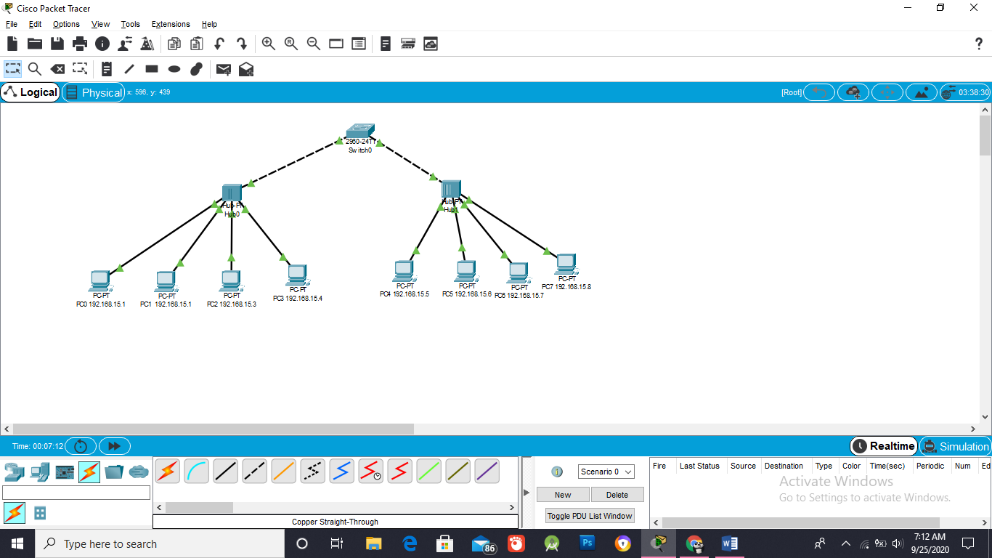 Cisco Packet Tracer
File Edit Options View Tools Extensions Help
?
Logical Physical x: 596, y: 439 [Root] 03:38:30
2960-24TT
Switch0
Hub-PT
Hub0
Hub-PT
PC-PT
PC0 192.168.15.1
PC-PT
PC1 192.168.15.1
PC-PT
PC2 192.168.15.3
PC-PT
PC3 192.168.15.4
PC-PT
PC4 192.168.15.5
PC-PT
PC5 192.168.15.6
PC-PT
PC6 192.168.15.7
PC-PT
PC7 192.168.15.8
Time: 00:07:12 Realtime Simulation
Scenario 0
New Delete
Toggle PDU List Window
Fire Last Status Source Destination Type Color Time(sec) Periodic Num Ed
Activate Windows
Go to Settings to activate Windows.
Copper Straight-Through
Type here to search
86
Ps
W
7:12 AM
9/25/2020